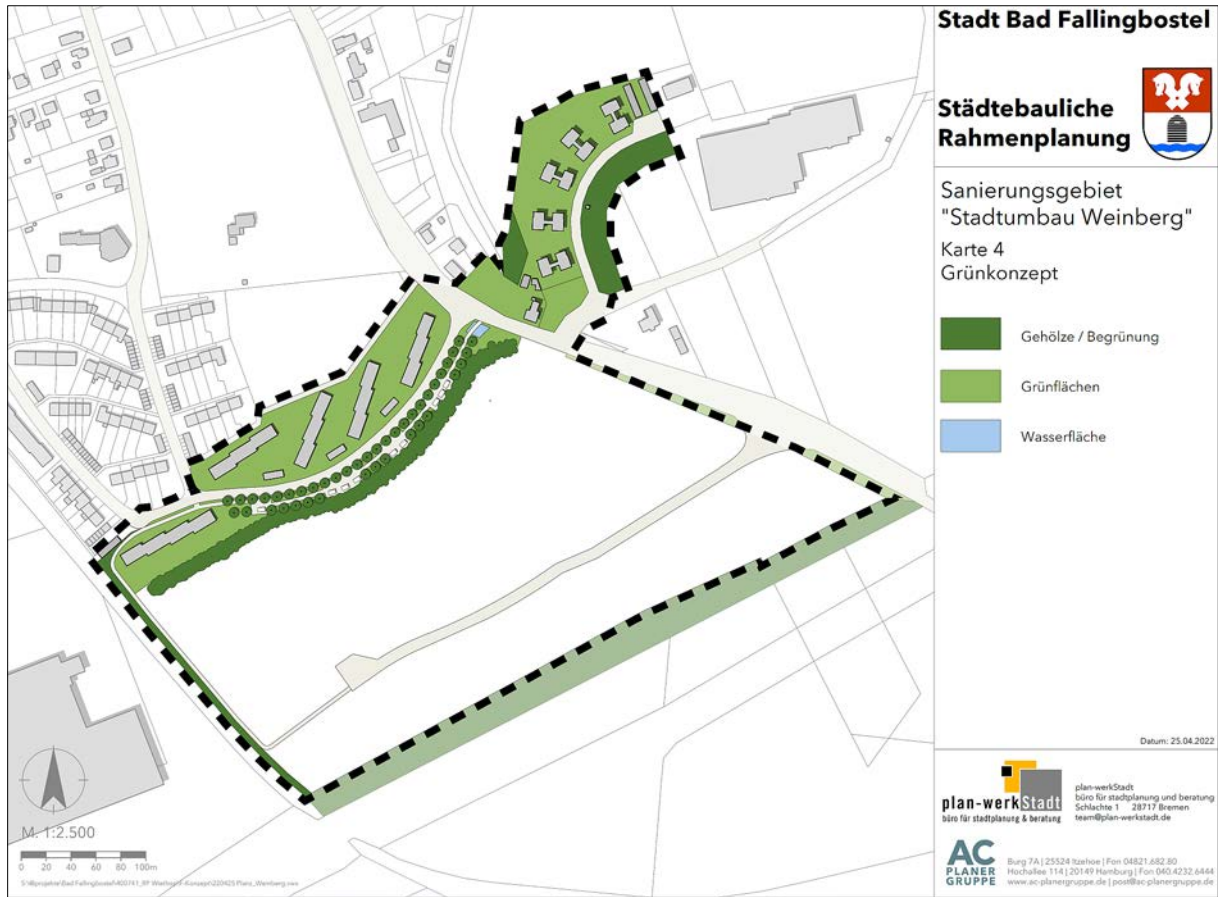 Stadt Bad Fallingbostel
Städtebauliche
Rahmenplanung
Sanierungsgebiet
"Stadtumbau Weinberg"
Karte 4
Grünkonzept
Gehölze / Begrünung
Grünflächen
Wasserfläche
Datum: 25.04.2022
plan-werkStadt
büro für stadtplanung & beratung
plan-werkStadt
büro für stadtplanung und beratung
Schlachte 1 28717 Bremen
team@plan-werkstadt.de
AC
PLANER
GRUPPE
Burg 7A | 25524 Itzehoe | Fon 04821.682.80
Hochallee 114 | 20149 Hamburg | Fon 040.4232.6444
www.ac-planergruppe.de | post@ac-planergruppe.de
M. 1:2.500
0 20 40 60 80 100m